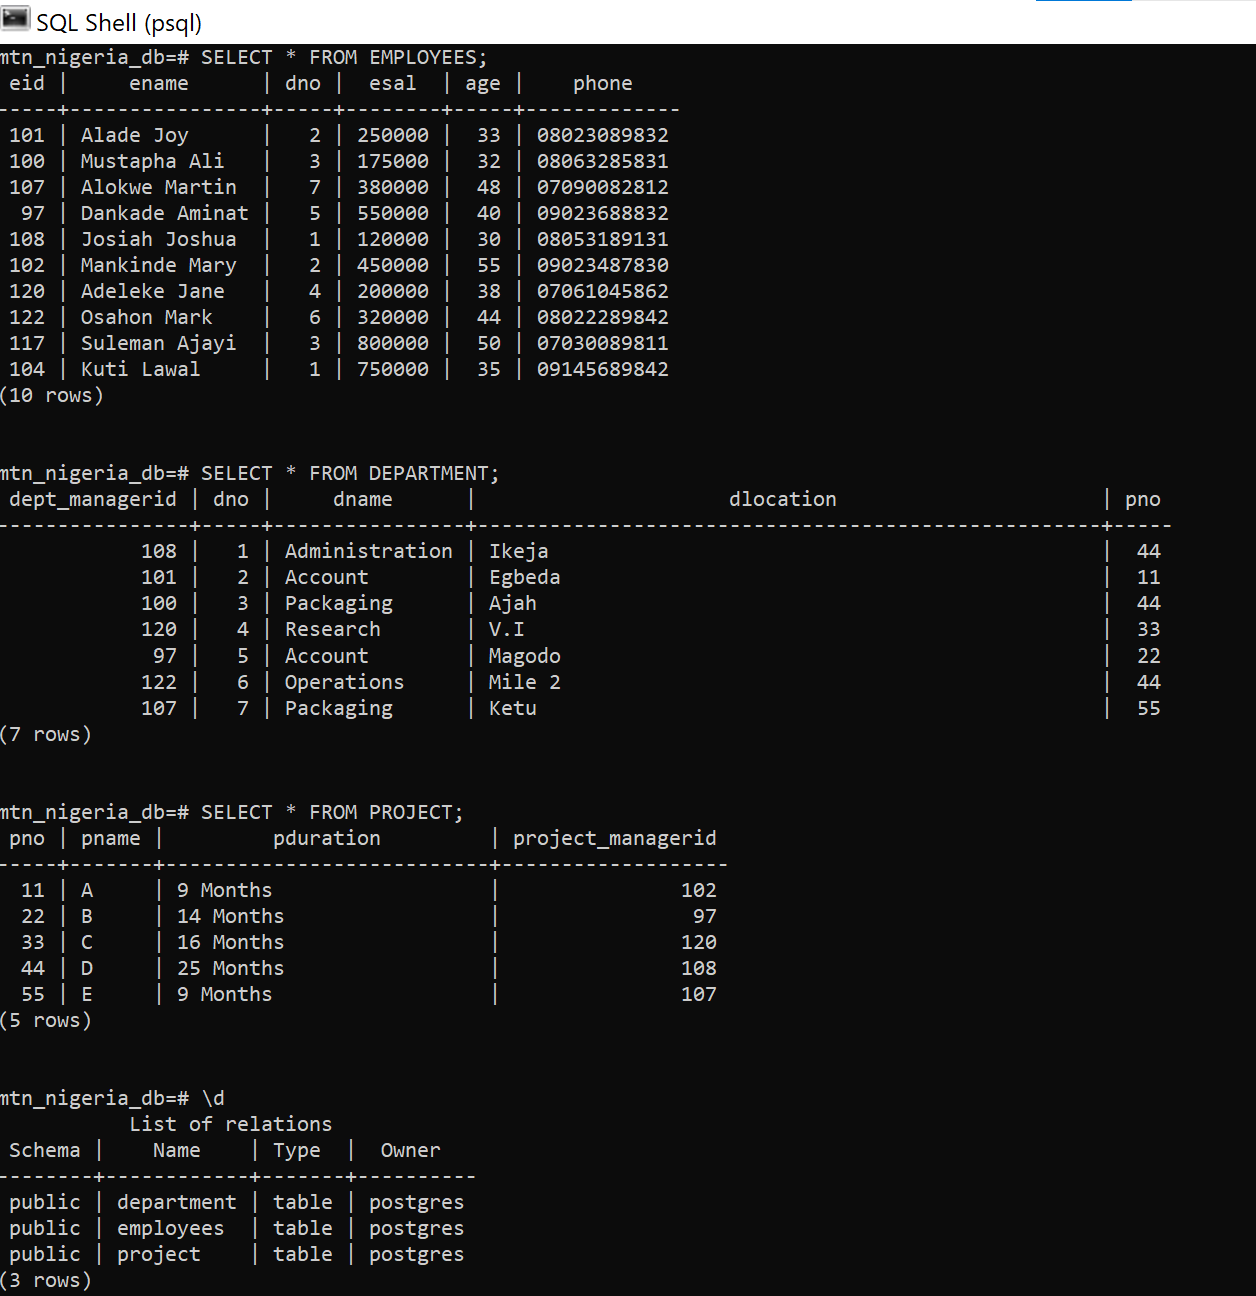 SQL Shell (psql)
mtn_nigeria_db=# SELECT * FROM EMPLOYEES;
 eid |     ename      | dno |  esal  | age |    phone
-----+----------------+-----+--------+-----+-------------
 101 | Alade Joy      |   2 | 250000 |  33 | 08023089832
 100 | Mustapha Ali   |   3 | 175000 |  32 | 08063285831
 107 | Alokwe Martin  |   7 | 380000 |  48 | 07090082812
  97 | Dankade Aminat |   5 | 550000 |  40 | 09023688832
 108 | Josiah Joshua  |   1 | 120000 |  30 | 08053189131
 102 | Mankinde Mary  |   2 | 450000 |  55 | 09023487830
 120 | Adeleke Jane   |   4 | 200000 |  38 | 07061045862
 122 | Osahon Mark    |   6 | 320000 |  44 | 08022289842
 117 | Suleman Ajayi  |   3 | 800000 |  50 | 07030089811
 104 | Kuti Lawal     |   1 | 750000 |  35 | 09145689842
(10 rows)
mtn_nigeria_db=# SELECT * FROM DEPARTMENT;
 dept_managerid | dno |     dname      |                     dlocation                      | pno
----------------+-----+----------------+----------------------------------------------------+-----
            108 |   1 | Administration | Ikeja                                              |  44
            101 |   2 | Account        | Egbeda                                             |  11
            100 |   3 | Packaging      | Ajah                                               |  44
            120 |   4 | Research       | V.I                                                |  33
             97 |   5 | Account        | Magodo                                             |  22
            122 |   6 | Operations     | Mile 2                                             |  44
            107 |   7 | Packaging      | Ketu                                               |  55
(7 rows)
mtn_nigeria_db=# SELECT * FROM PROJECT;
 pno | pname |         pduration         | project_managerid
-----+-------+---------------------------+-------------------
  11 | A     | 9 Months                  |               102
  22 | B     | 14 Months                 |                97
  33 | C     | 16 Months                 |               120
  44 | D     | 25 Months                 |               108
  55 | E     | 9 Months                  |               107
(5 rows)
mtn_nigeria_db=# \d
           List of relations
 Schema |    Name    | Type  |  Owner
--------+------------+-------+----------
 public | department | table | postgres
 public | employees  | table | postgres
 public | project    | table | postgres
(3 rows)